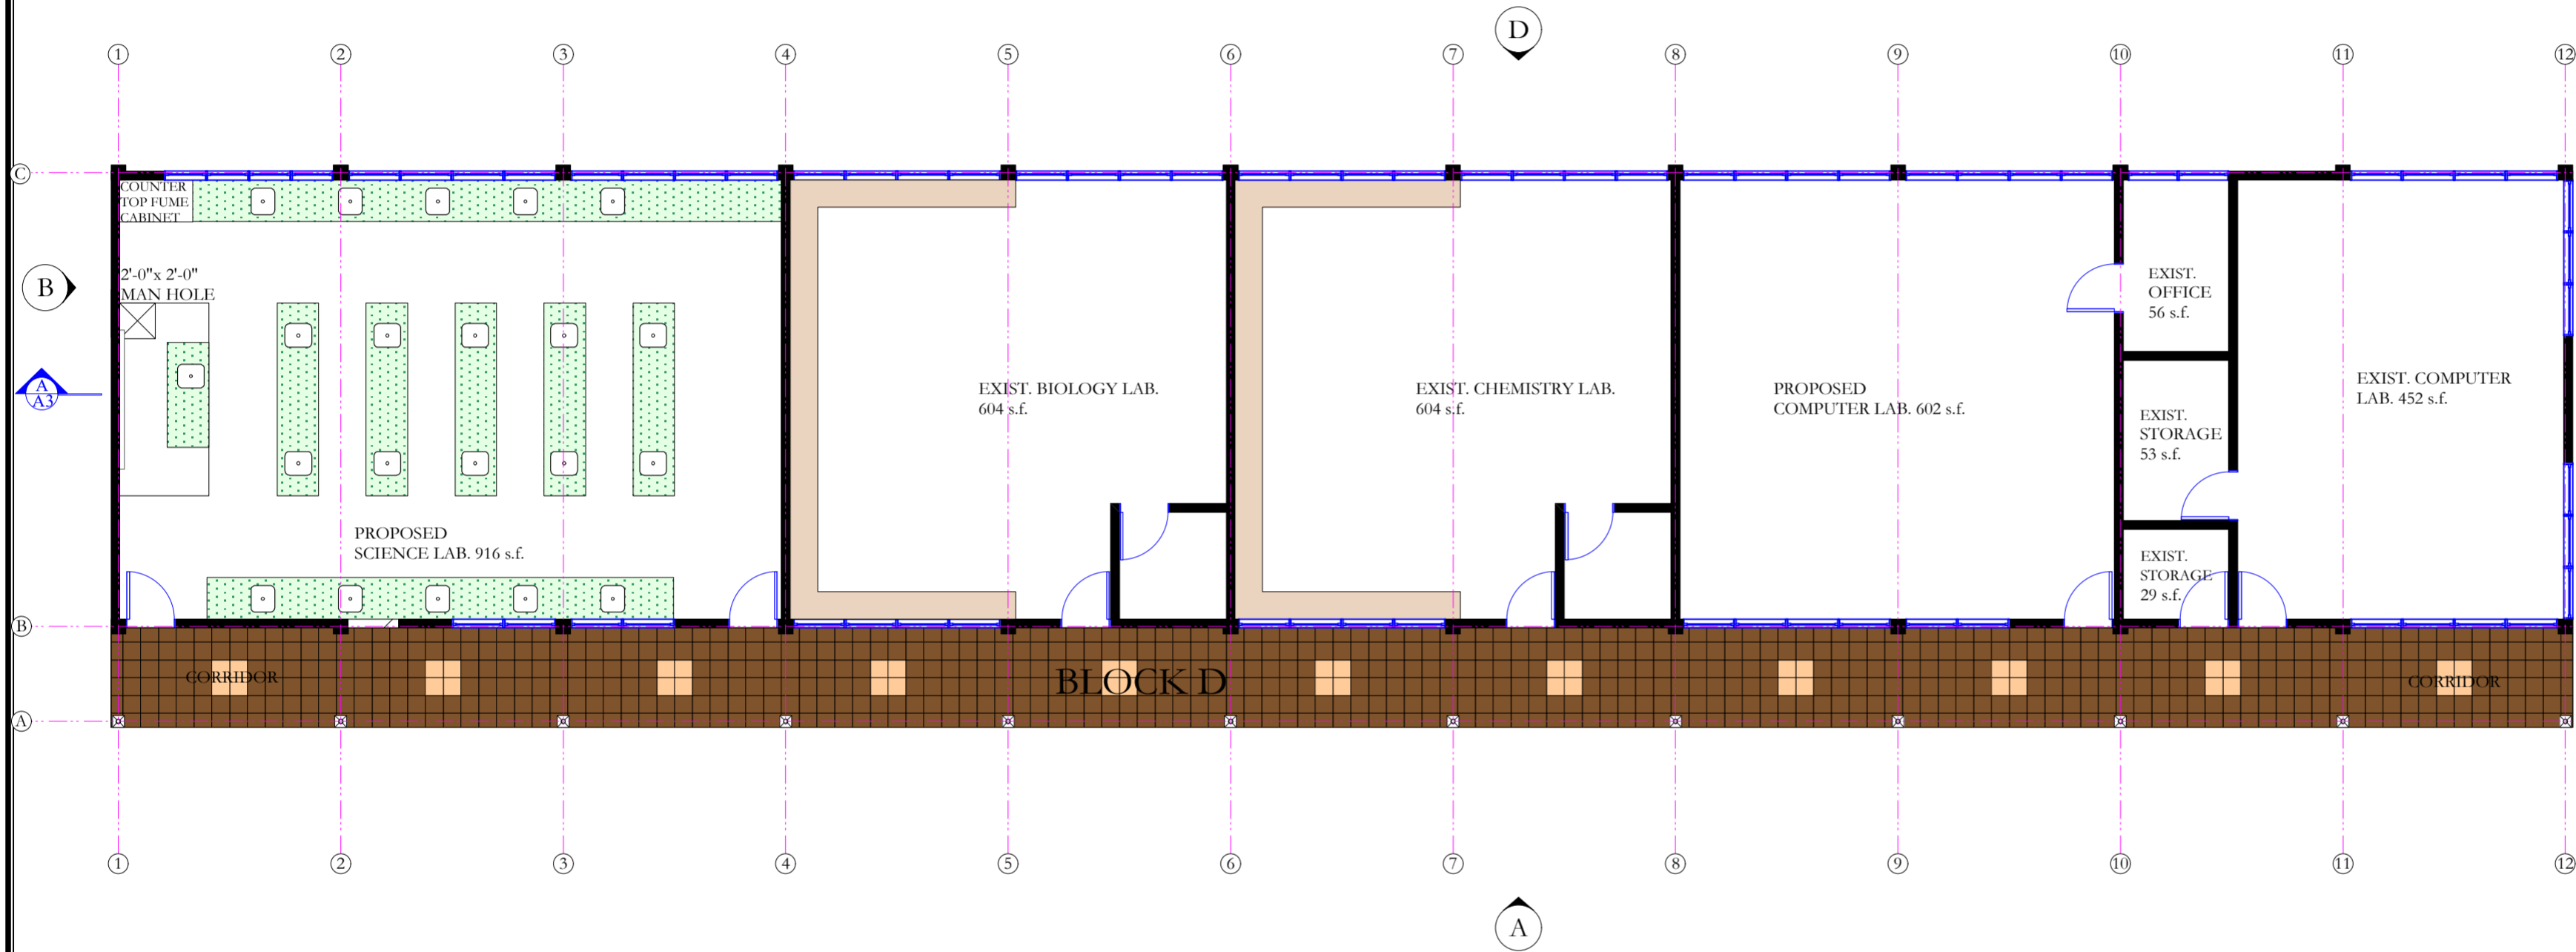 D
1 2 3 4 5 6 7 8 9 10 11 12
C
COUNTER
TOP FUME
CABINET
2'-0"x 2'-0"
MAN HOLE
B
A
A3
EXIST.
OFFICE
56 s.f.
EXIST. BIOLOGY LAB.
604 s.f.
EXIST. CHEMISTRY LAB.
604 s.f.
PROPOSED
COMPUTER LAB. 602 s.f.
EXIST.
STORAGE
53 s.f.
EXIST. COMPUTER
LAB. 452 s.f.
PROPOSED
SCIENCE LAB. 916 s.f.
EXIST.
STORAGE
29 s.f.
B
CORRIDOR
BLOCK D
CORRIDOR
A
1 2 3 4 5 6 7 8 9 10 11 12
A